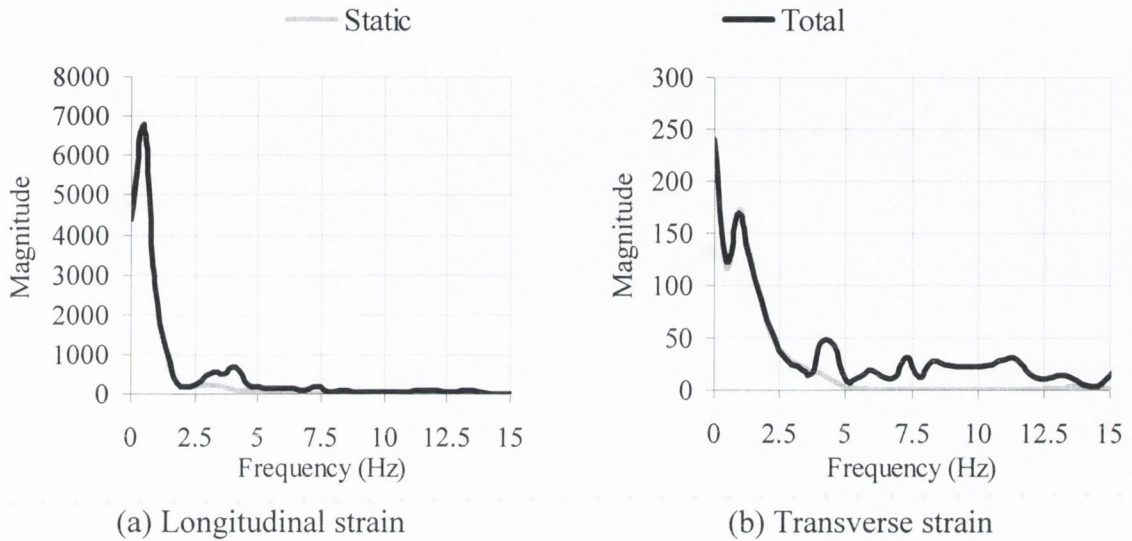 Static
Total
8000
7000
6000
5000
4000
3000
2000
1000
0
Magnitude
0 2.5 5 7.5 10 12.5 15
Frequency (Hz)
(a) Longitudinal strain
300
250
200
150
100
50
0
Magnitude
0 2.5 5 7.5 10 12.5 15
Frequency (Hz)
(b) Transverse strain